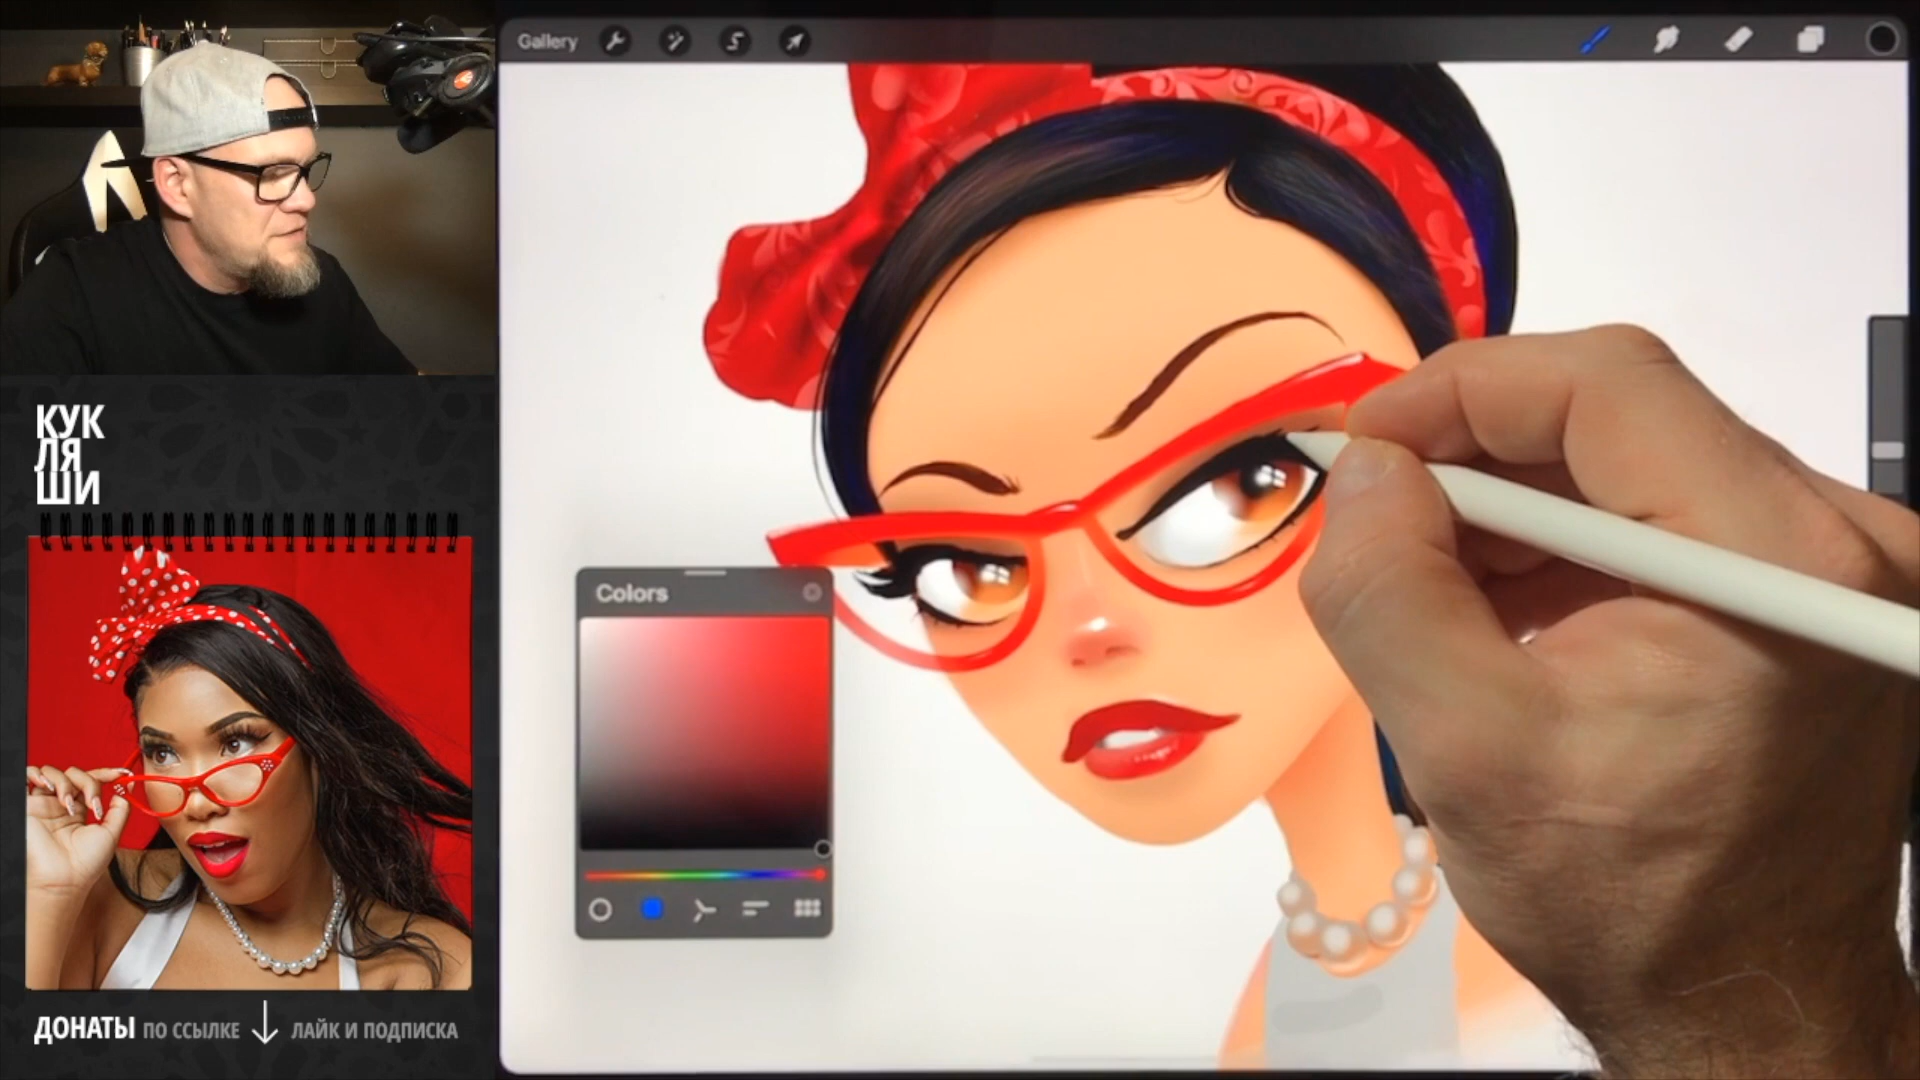 Gallery
КУК
ЛЯ
ШИ
Colors
ДОНАТЫ ПО ССЫЛКЕ ЛАЙК И ПОДПИСКА